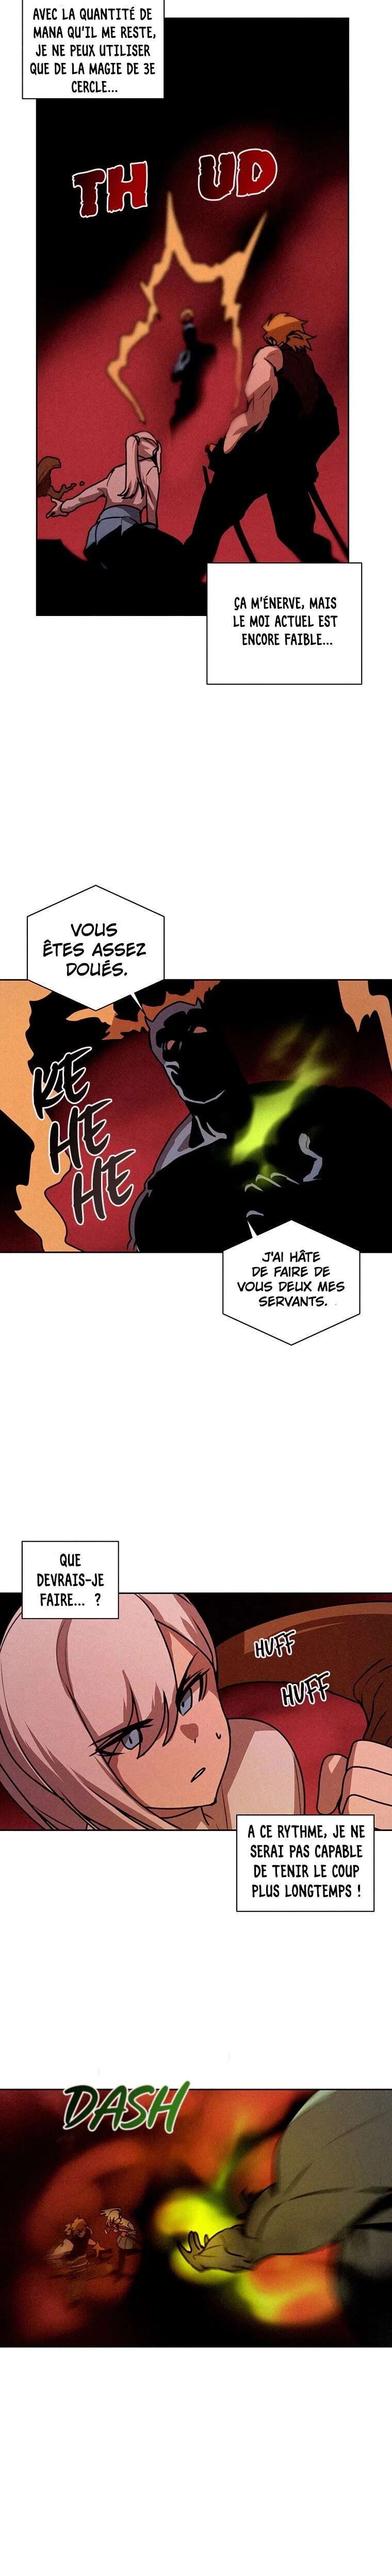 AVEC LA QUANTITÉ DE
MANA QU'IL ME RESTE,
JE NE PEUX UTILISER
QUE DE LA MAGIE DE 3E
CERCLE...
TH UD
ÇA M'ÉNERVE, MAIS
LE MOI ACTUEL EST
ENCORE FAIBLE...
VOUS
ÊTES ASSEZ
DOUÉS.
KE
HE
HE
J'AI HÂTE
DE FAIRE DE
VOUS DEUX MES
SERVANTS.
QUE
DEVRAIS-JE
FAIRE... ?
HUFF
HUFF
A CE RYTHME, JE NE
SERAI PAS CAPABLE
DE TENIR LE COUP
PLUS LONGTEMPS !
DASH